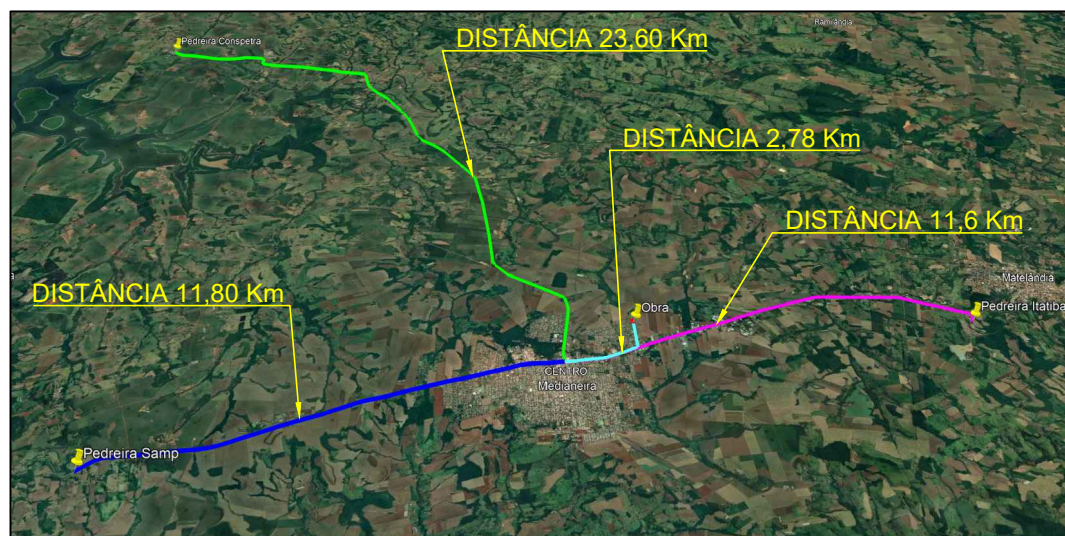 Ramilândia
Pedreira Conspetra
DISTÂNCIA 23,60 Km
DISTÂNCIA 2,78 Km
DISTÂNCIA 11,6 Km
Matelândia
DISTÂNCIA 11,80 Km
Obra
Pedreira Itatiba
CENTRO
Medianeira
Pedreira Samp